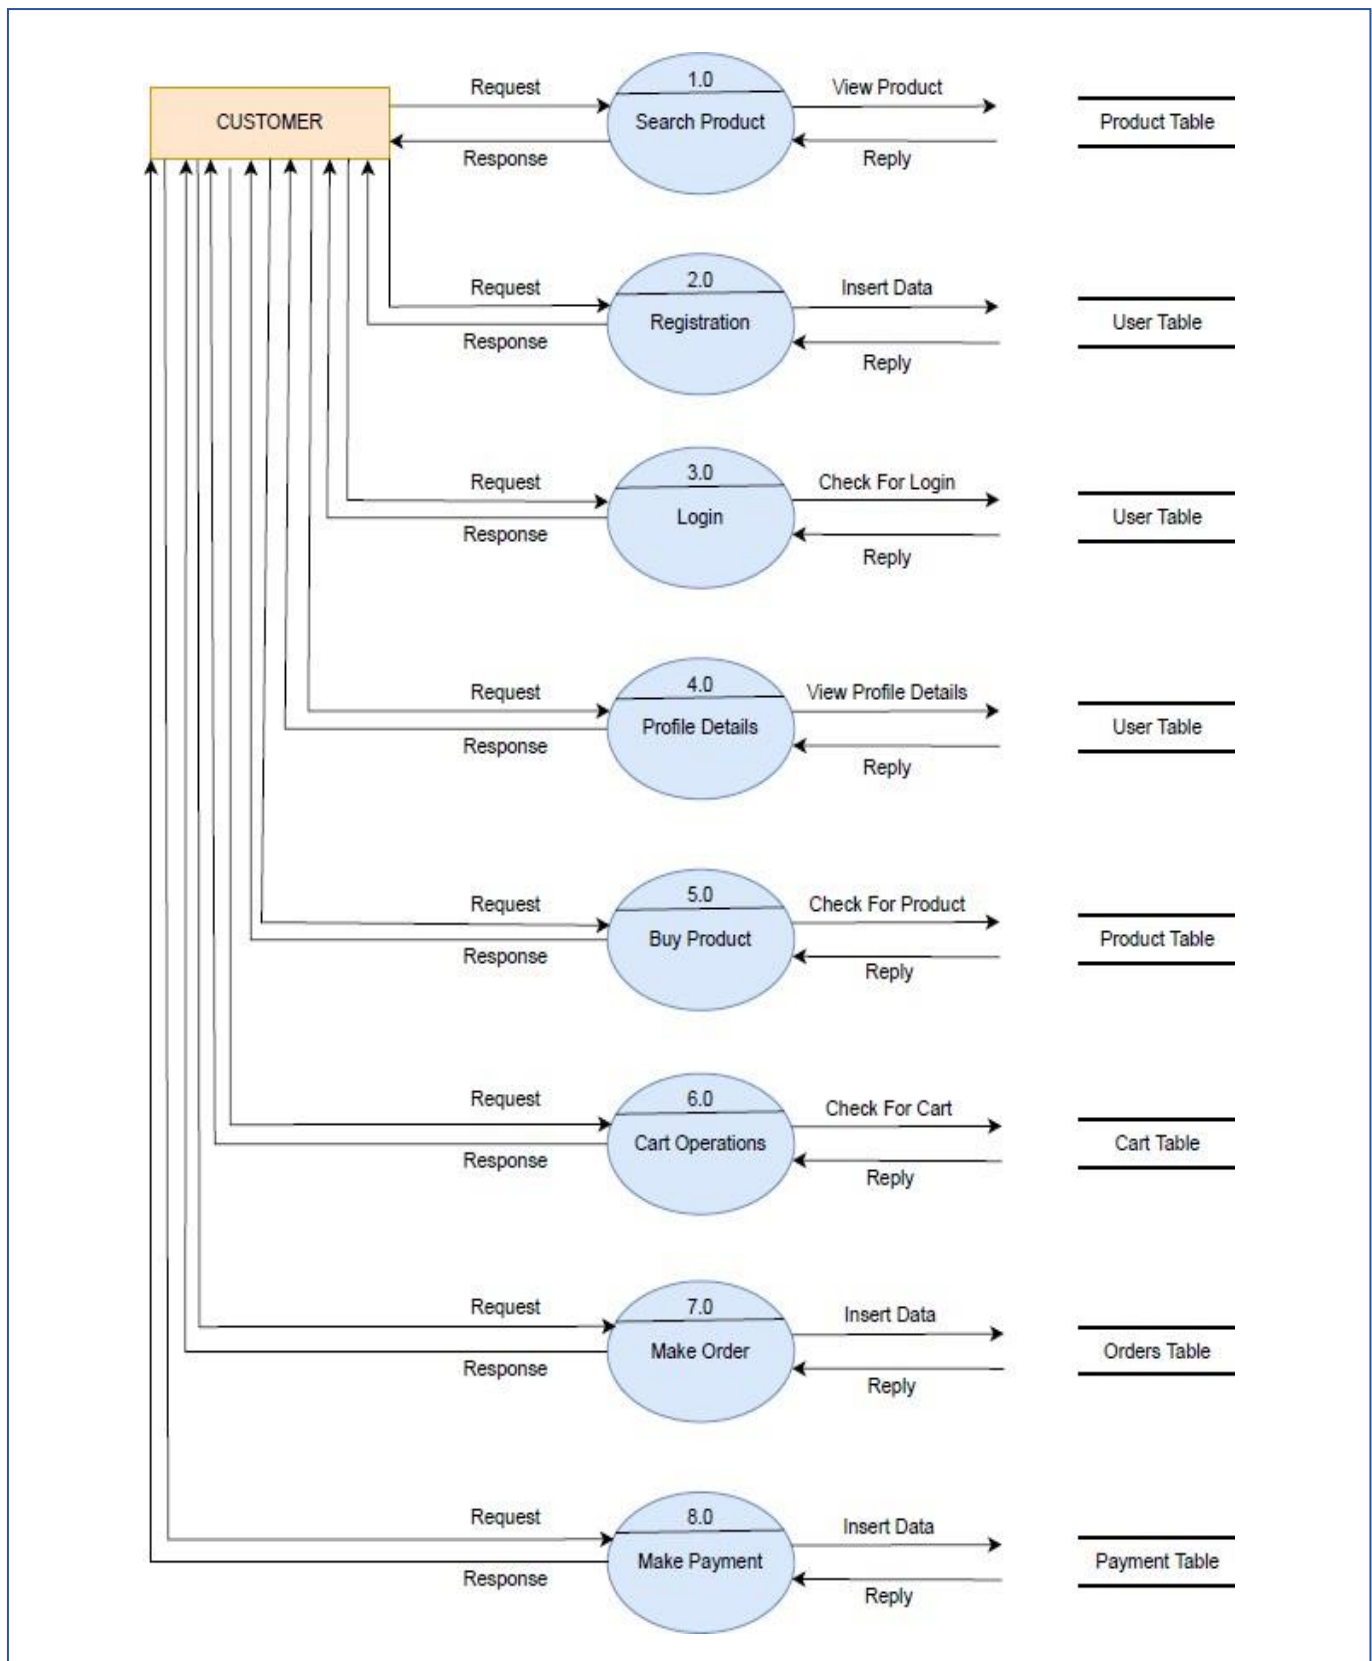 Request
1.0
View Product
CUSTOMER
Search Product
Product Table
Response
Reply
Request
2.0
Insert Data
Registration
User Table
Response
Reply
Request
3.0
Check For Login
Login
User Table
Response
Reply
Request
4.0
View Profile Details
Profile Details
User Table
Response
Reply
Request
5.0
Check For Product
Buy Product
Product Table
Response
Reply
Request
6.0
Check For Cart
Cart Operations
Cart Table
Response
Reply
Request
7.0
Insert Data
Make Order
Orders Table
Response
Reply
Request
8.0
Insert Data
Make Payment
Payment Table
Response
Reply